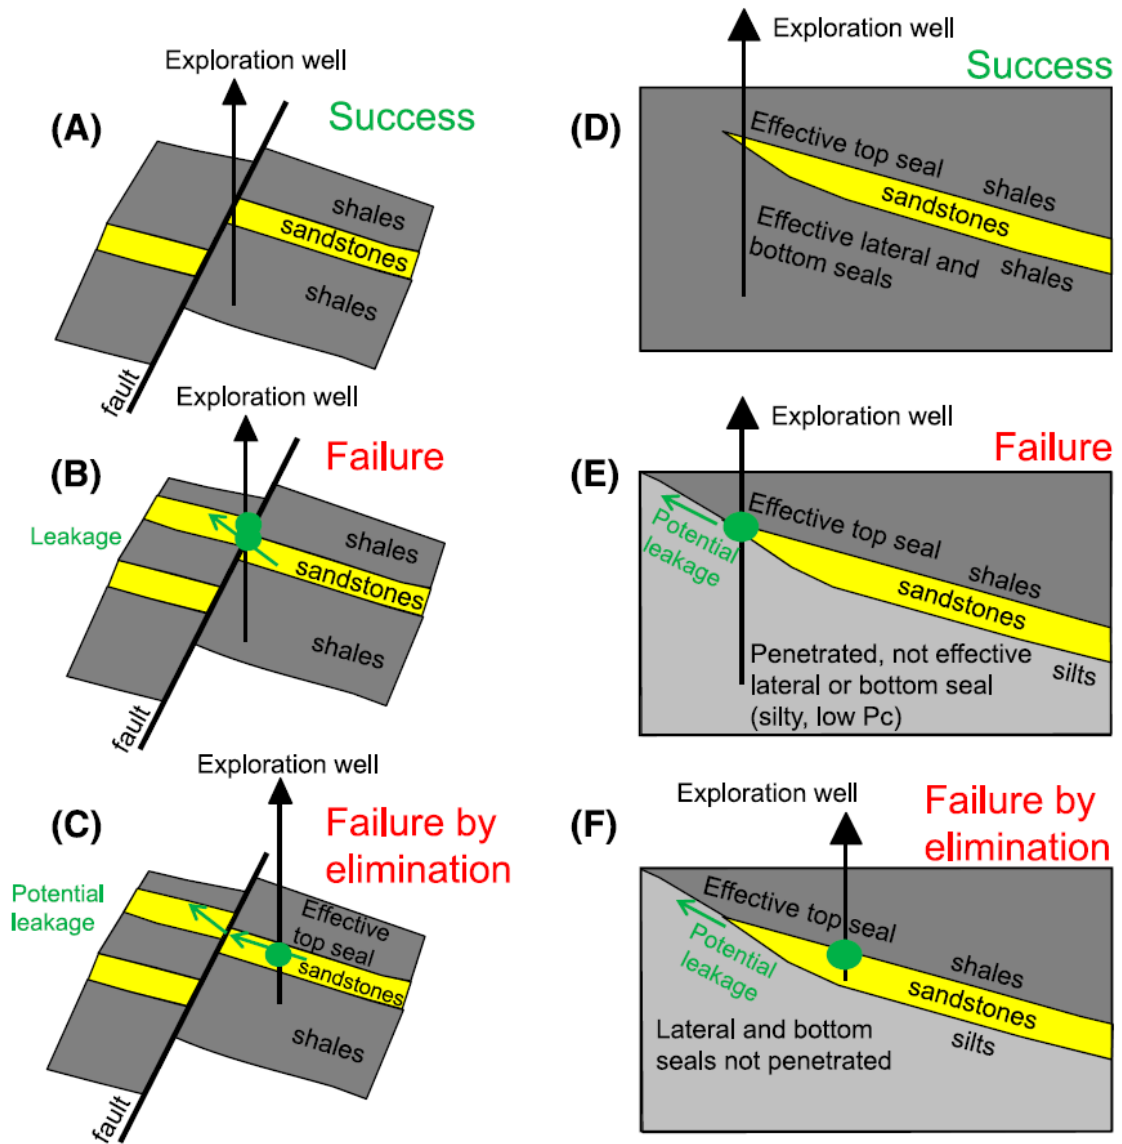 (A)
Exploration well
Success
shales
sandstones
shales
fault
(B)
Exploration well
Failure
Leakage
shales
sandstones
shales
fault
(C)
Exploration well
Failure by
elimination
Potential
leakage
Effective
top seal
sandstones
shales
fault
(D)
Exploration well
Success
Effective top seal
shales
sandstones
Effective lateral and
bottom seals
shales
(E)
Exploration well
Failure
Effective top seal
Potential
leakage
shales
sandstones
Penetrated, not effective
lateral or bottom seal
(silty, low Pc)
silts
(F)
Exploration well
Failure by
elimination
Effective top seal
Potential
leakage
shales
sandstones
silts
Lateral and bottom
seals not penetrated